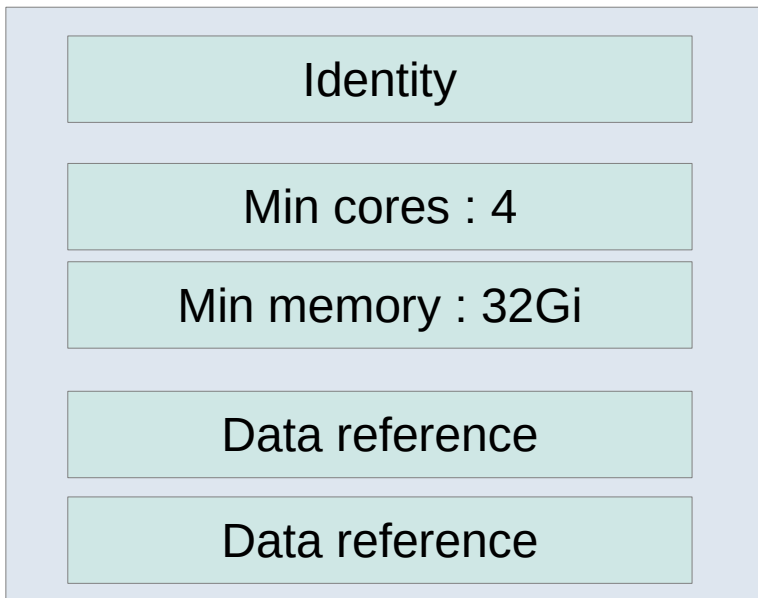 Identity
Min cores : 4
Min memory : 32Gi
Data reference
Data reference